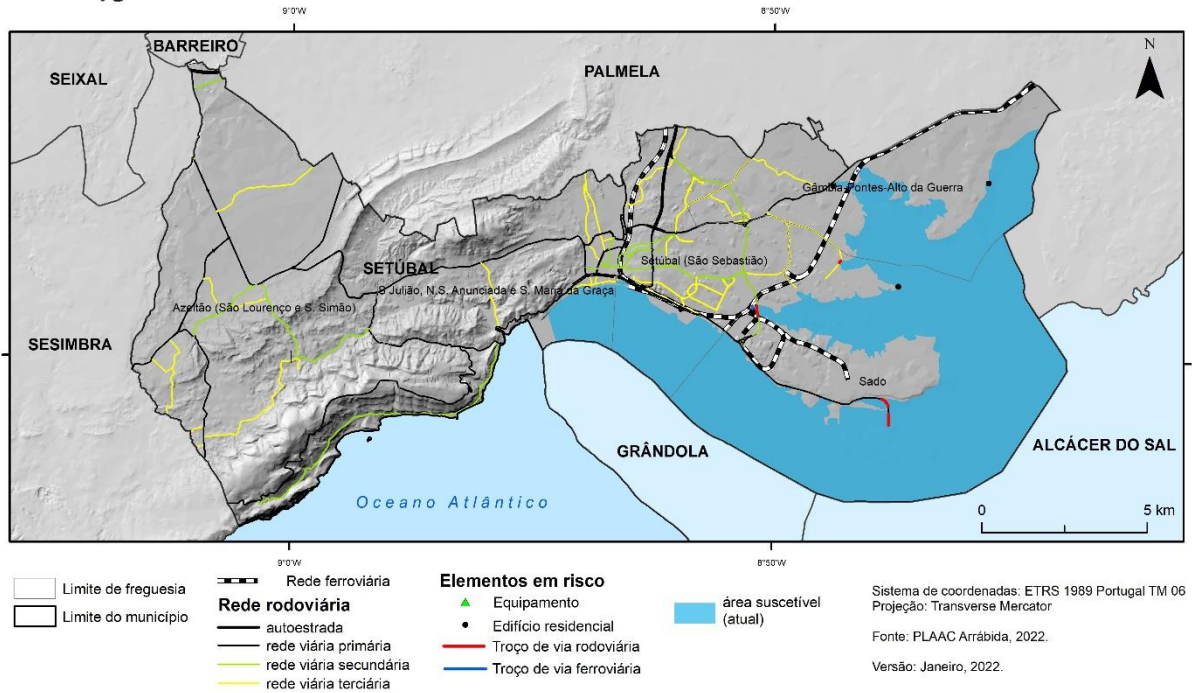 9°0'W
8°50'W
BARREIRO
SEIXAL
PALMELA
N
Gâmbia-Pontes-Alto da Guerra
SETÚBAL
Setúbal (São Sebastião)
S Julião, N.S. Anunciada e S. Maria da Graça
Azeitão (São Lourenço e S. Simão)
SESIMBRA
Sado
GRÂNDOLA
ALCÁCER DO SAL
Oceano Atlântico
0
5 km
9°0'W
8°50'W
Limite de freguesia
Limite do município
Rede ferroviária
Rede rodoviária
autoestrada
rede viária primária
rede viária secundária
rede viária terciária
Elementos em risco
Equipamento
Edifício residencial
Troço de via rodoviária
Troço de via ferroviária
área suscetível
(atual)
Sistema de coordenadas: ETRS 1989 Portugal TM 06
Projeção: Transverse Mercator
Fonte: PLAAC Arrábida, 2022.
Versão: Janeiro, 2022.